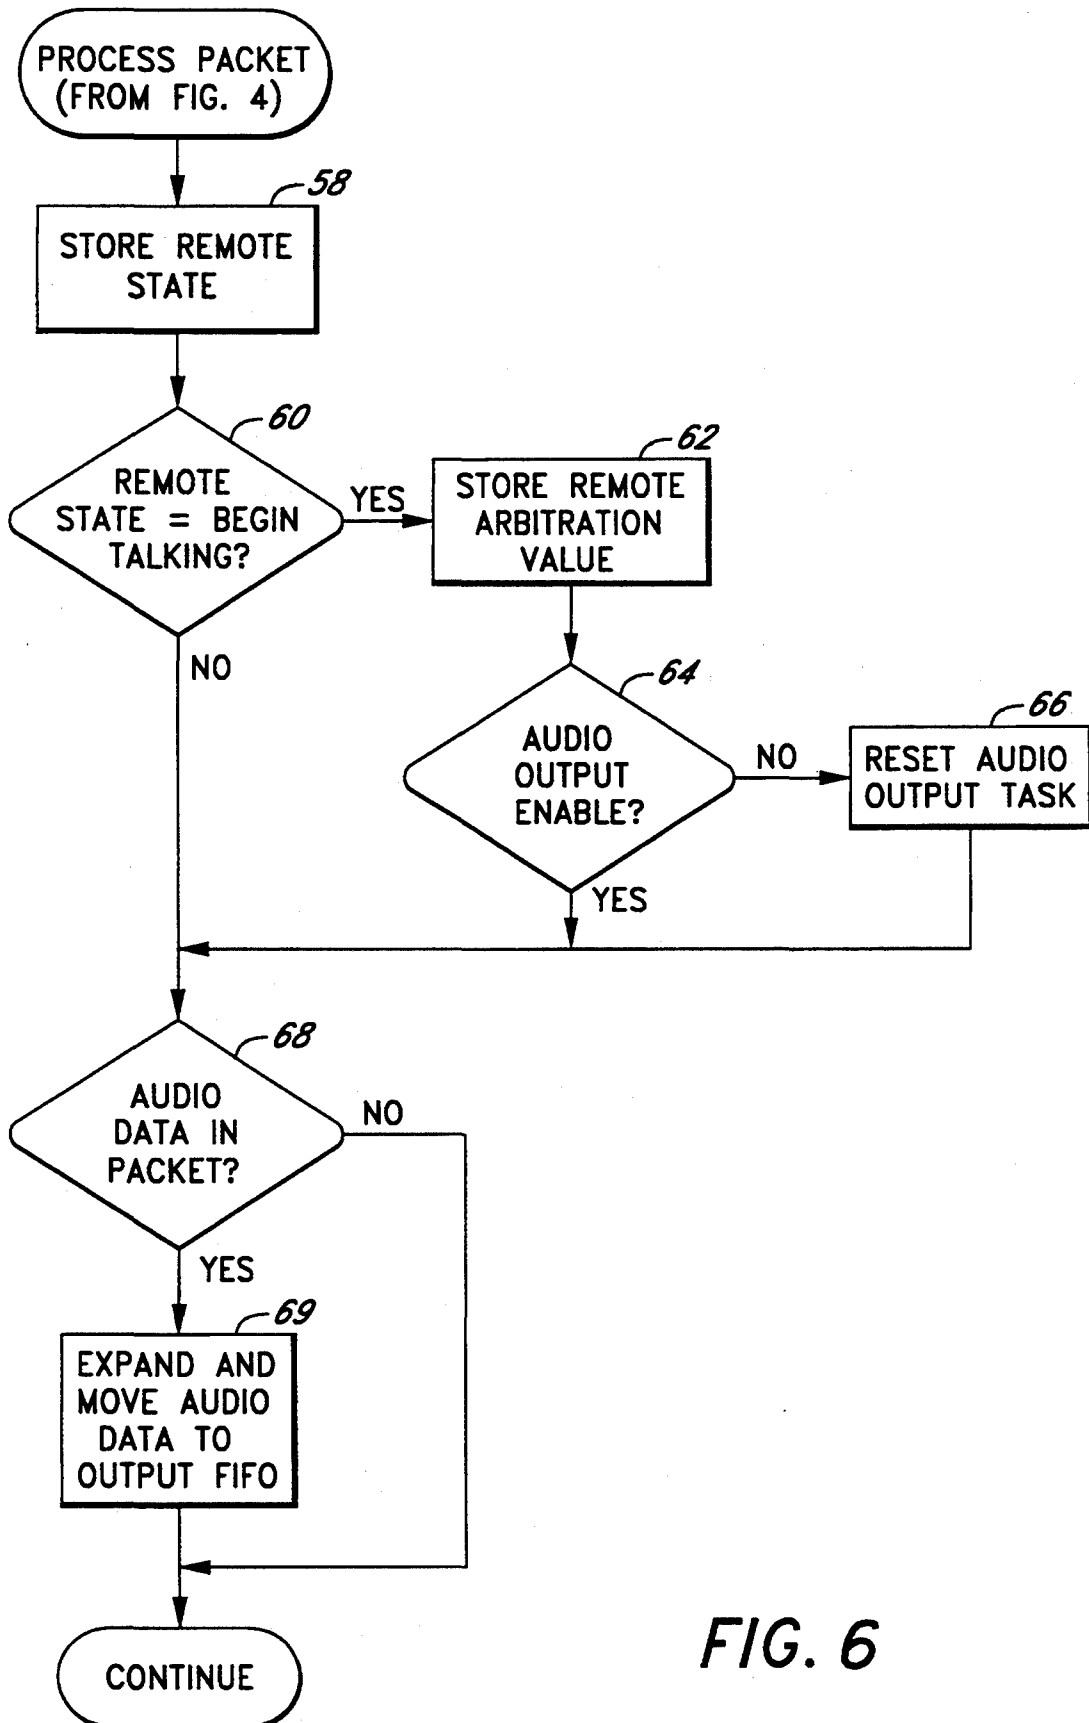 PROCESS PACKET
(FROM FIG. 4)
58
STORE REMOTE
STATE
60
REMOTE
STATE = BEGIN
TALKING?
YES
62
STORE REMOTE
ARBITRATION
VALUE
NO
64
AUDIO
OUTPUT
ENABLE?
NO
66
RESET AUDIO
OUTPUT TASK
YES
68
AUDIO
DATA IN
PACKET?
NO
YES
69
EXPAND AND
MOVE AUDIO
DATA TO
OUTPUT FIFO
CONTINUE
FIG. 6